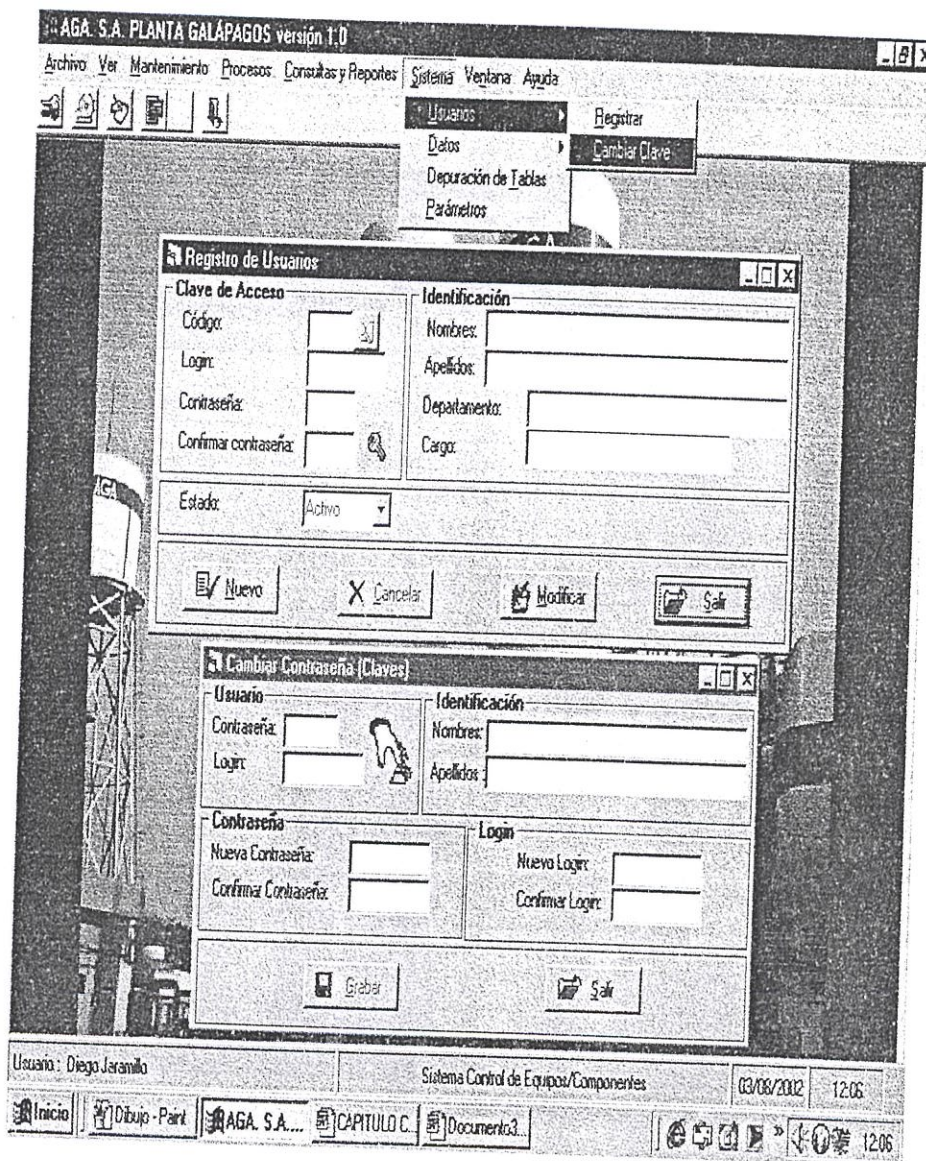 AGA. S.A. PLANTA GALÁPAGOS versión 1.0
Archivo Ver Mantenimiento Procesos Consultas y Reportes Sistema Ventana Ayuda
Usuarios
Registrar
Datos
Cambiar Clave
Depuración de Tablas
Parámetros
Registro de Usuarios
Clave de Acceso
Identificación
Código:
Nombres:
Login:
Apellidos:
Contraseña:
Departamento:
Confirmar contraseña:
Cargo:
AGA
Estado:
Activo
Nuevo
Cancelar
Modificar
Salir
Cambiar Contraseña (Claves)
Usuario
Identificación
Contraseña:
Nombres:
Login:
Apellidos :
Contraseña
Login
Nueva Contraseña:
Nuevo Login:
Confirmar Contraseña:
Confirmar Login:
Grabar
Salir
Usuario : Diego Jaramillo
Sistema Control de Equipos/Componentes
03/08/2002
12:06
Inicio
Dibujo - Paint
AGA. S.A. ...
CAPITULO C...
Documento3...
12:06